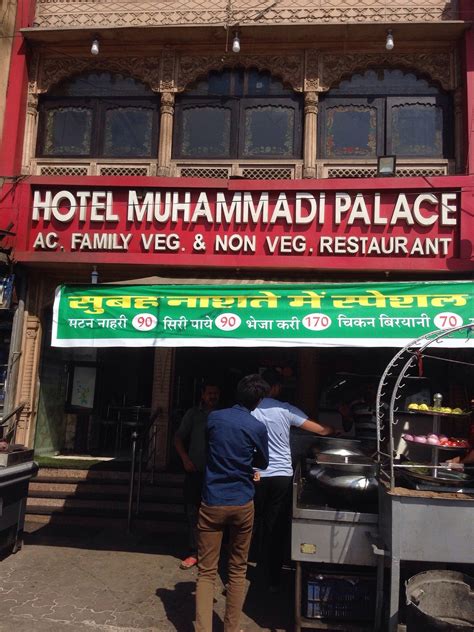 HOTEL MUHAMMADI PALACE
AC. FAMILY VEG. & NON VEG. RESTAURANT
सुबह नाशते में स्पेशल
मटन नाहरी 90 सिरी पाये 90 भेजा करी 170 चिकन बिरयानी 70